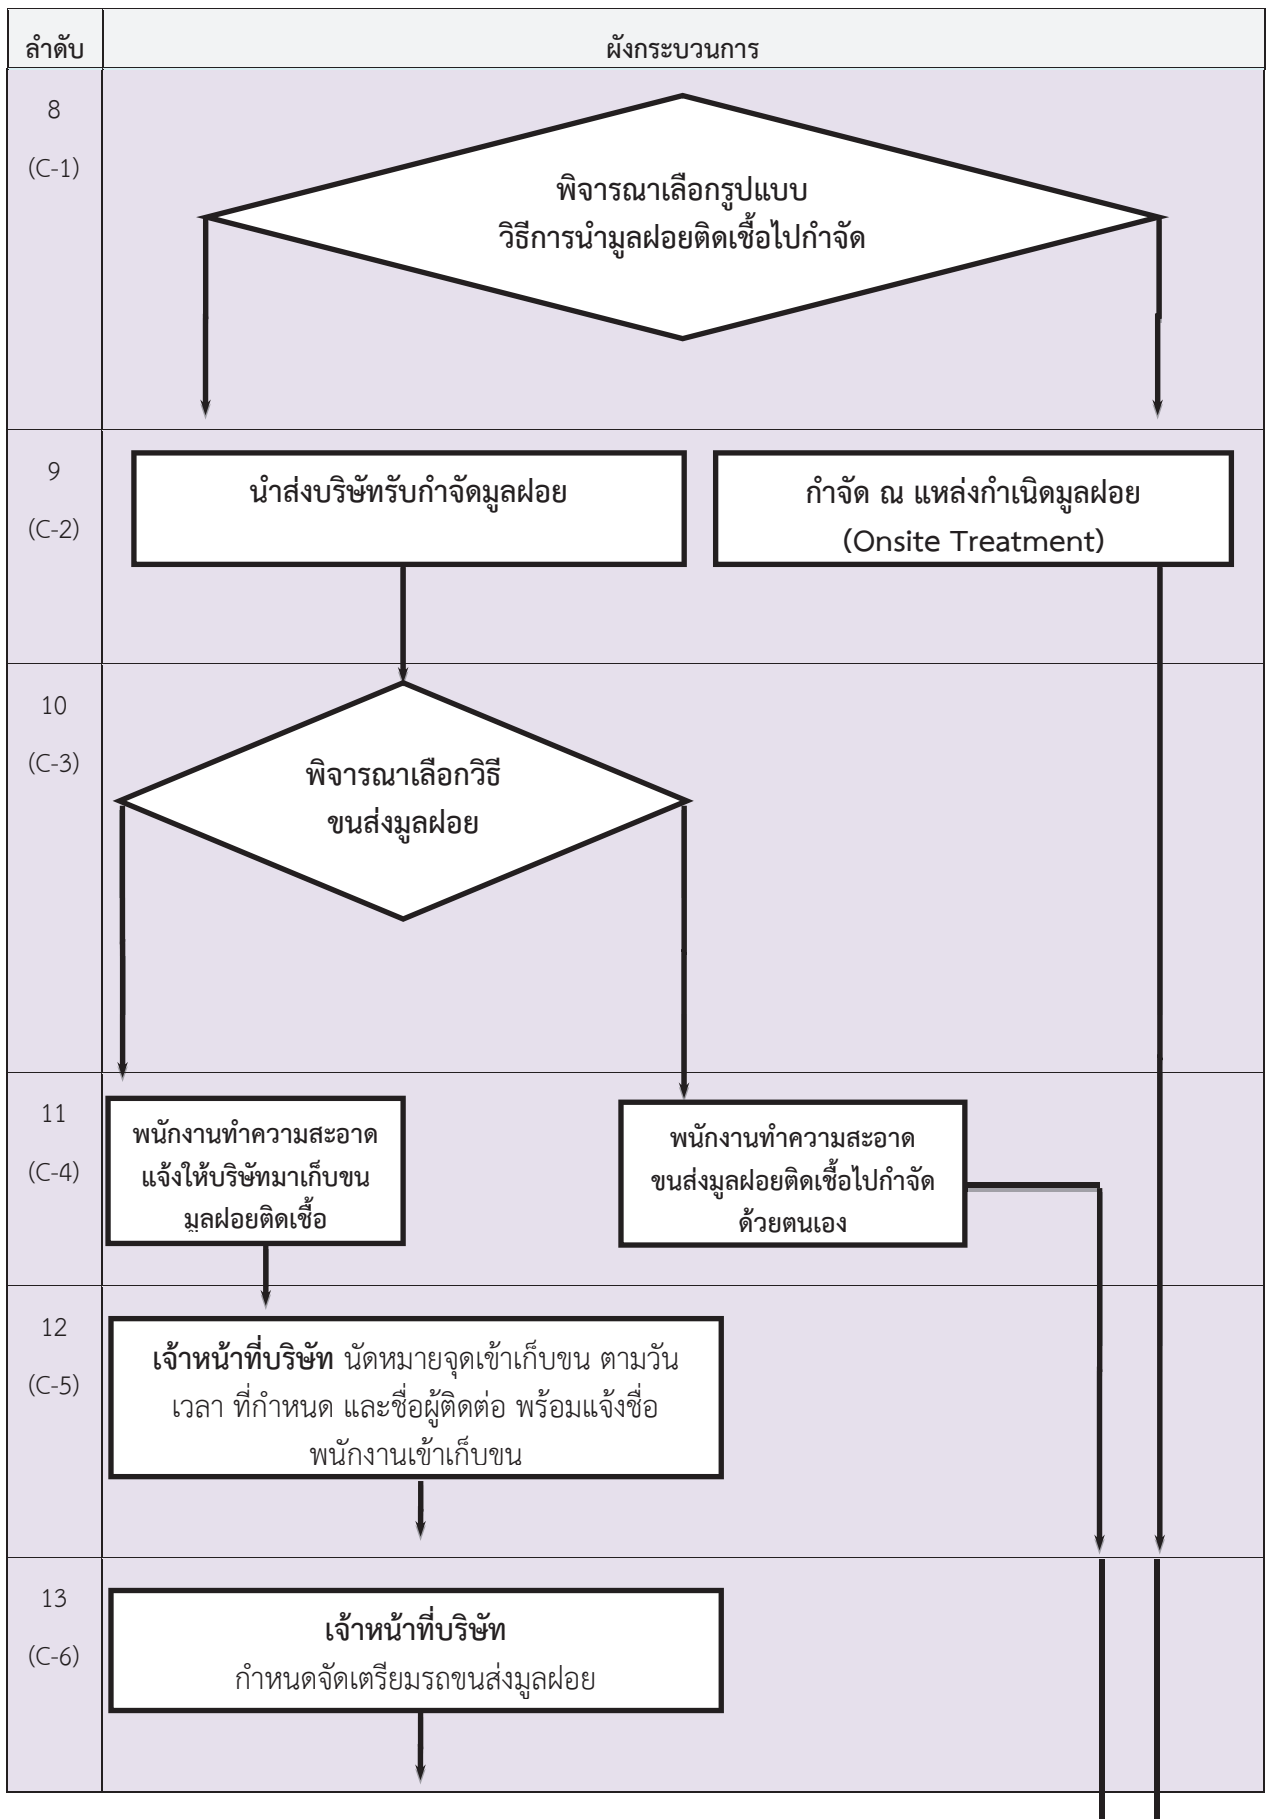 ลำดับ
ผังกระบวนการ
8
(C-1)
พิจารณาเลือกรูปแบบ
วิธีการนำมูลฝอยติดเชื้อไปกำจัด
9
(C-2)
นำส่งบริษัทรับกำจัดมูลฝอย
กำจัด ณ แหล่งกำเนิดมูลฝอย
(Onsite Treatment)
10
(C-3)
พิจารณาเลือกวิธี
ขนส่งมูลฝอย
11
(C-4)
พนักงานทำความสะอาด
แจ้งให้บริษัทมาเก็บขน
มูลฝอยติดเชื้อ
พนักงานทำความสะอาด
ขนส่งมูลฝอยติดเชื้อไปกำจัด
ด้วยตนเอง
12
(C-5)
เจ้าหน้าที่บริษัท นัดหมายจุดเข้าเก็บขน ตามวัน
เวลา ที่กำหนด และชื่อผู้ติดต่อ พร้อมแจ้งชื่อ
พนักงานเข้าเก็บขน
13
(C-6)
เจ้าหน้าที่บริษัท
กำหนดจัดเตรียมรถขนส่งมูลฝอย